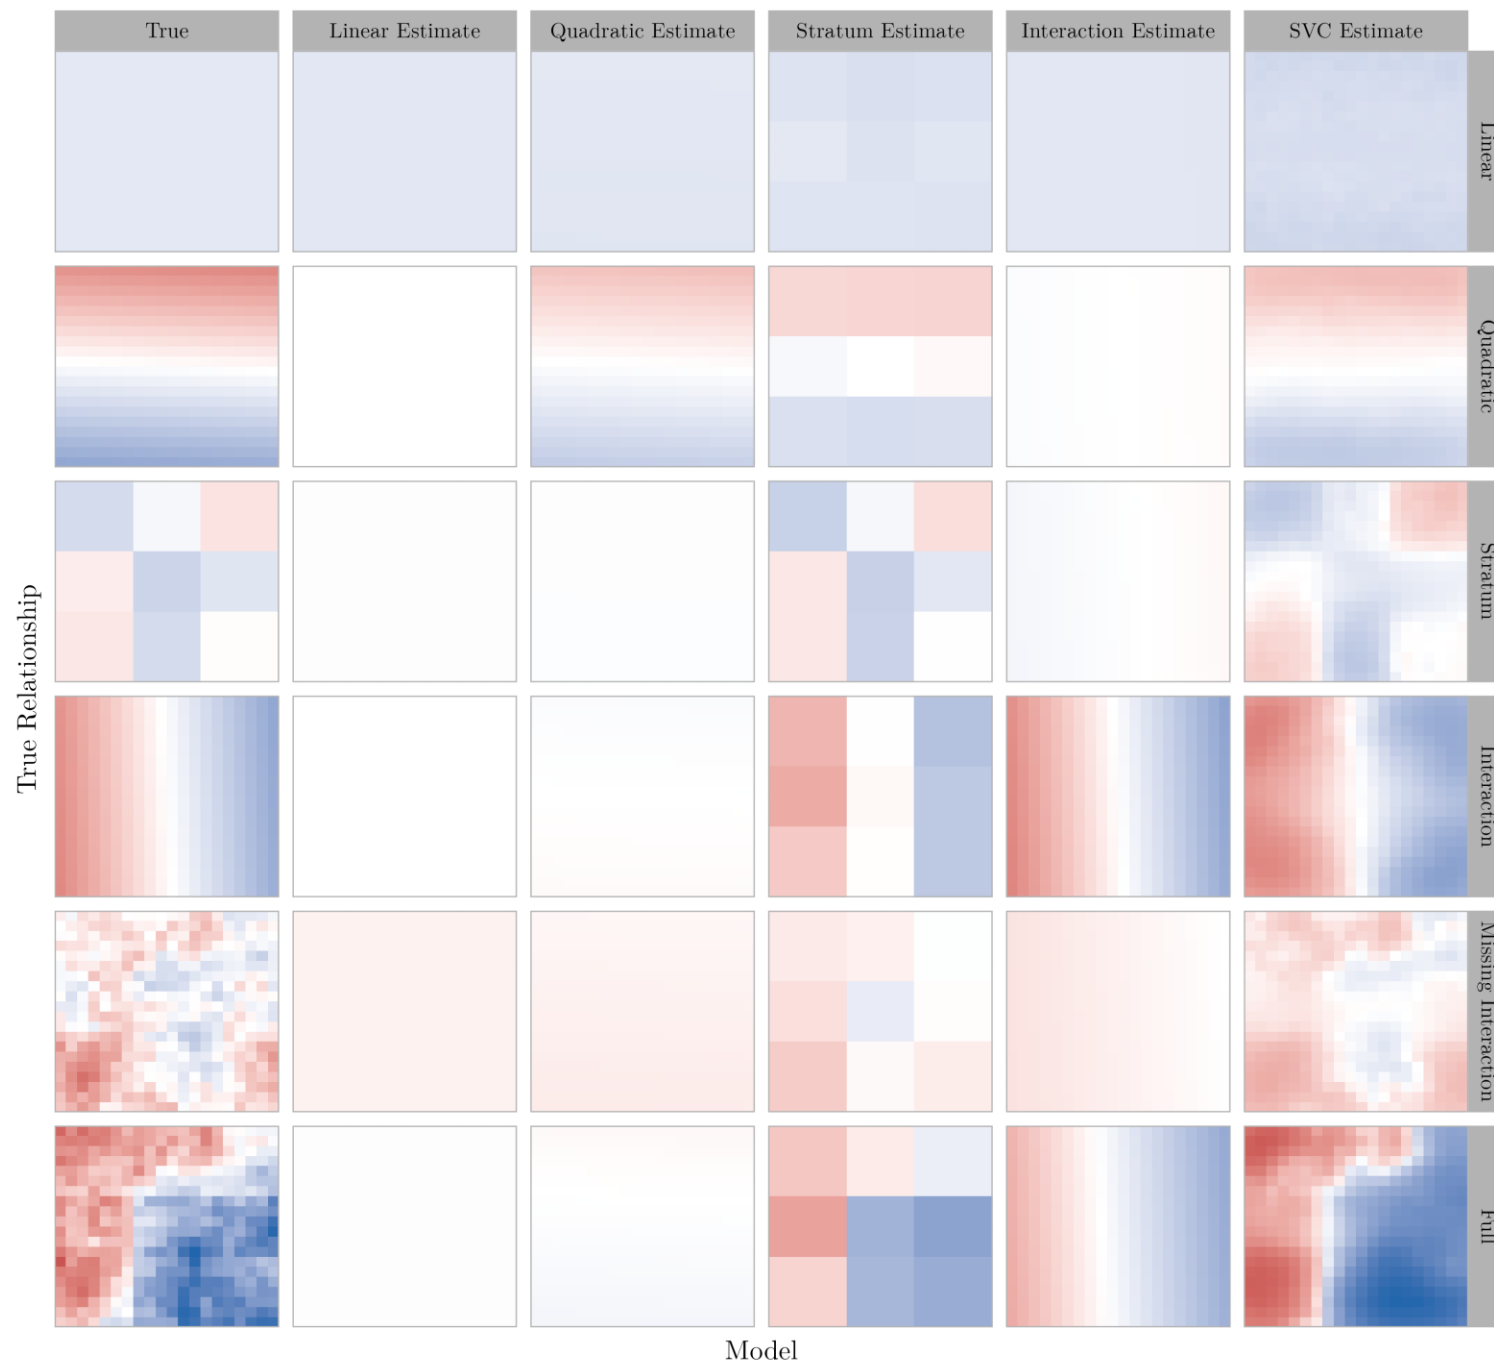 True
Linear Estimate
Quadratic Estimate
Stratum Estimate
Interaction Estimate
SVC Estimate
Linear
Quadratic
Stratum
Interaction
Missing Interaction
Full
True Relationship
Model